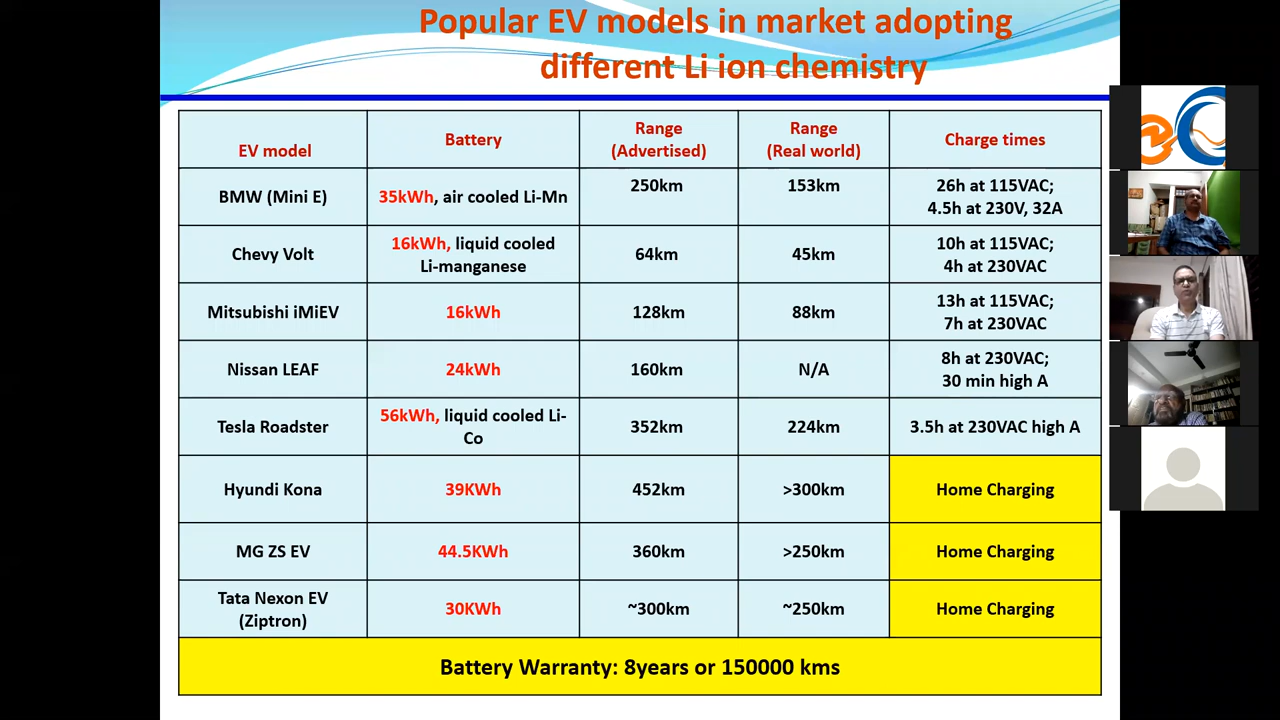 Popular EV models in market adopting
different Li ion chemistry
EV model
Battery
Range
(Advertised)
Range
(Real world)
Charge times
BMW (Mini E)
35kWh, air cooled Li-Mn
250km
153km
26h at 115VAC;
4.5h at 230V, 32A
Chevy Volt
16kWh, liquid cooled
Li-manganese
64km
45km
10h at 115VAC;
4h at 230VAC
Mitsubishi iMiEV
16kWh
128km
88km
13h at 115VAC;
7h at 230VAC
Nissan LEAF
24kWh
160km
N/A
8h at 230VAC;
30 min high A
Tesla Roadster
56kWh, liquid cooled Li-
Co
352km
224km
3.5h at 230VAC high A
Hyundi Kona
39KWh
452km
>300km
Home Charging
MG ZS EV
44.5KWh
360km
>250km
Home Charging
Tata Nexon EV
(Ziptron)
30KWh
~300km
~250km
Home Charging
Battery Warranty: 8years or 150000 kms